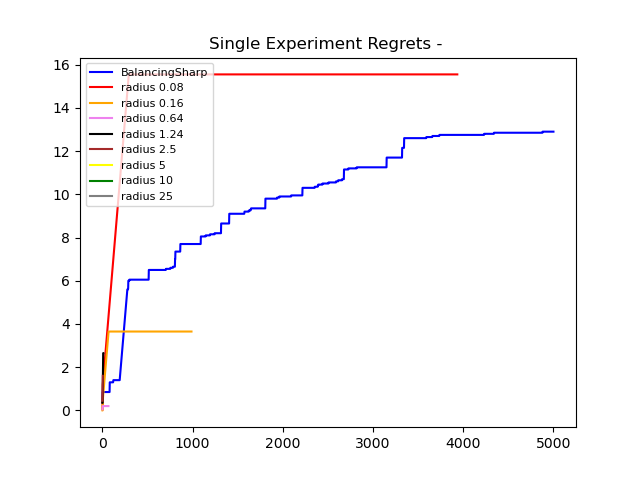 Single Experiment Regrets -
BalancingSharp
radius 0.08
radius 0.16
radius 0.64
radius 1.24
radius 2.5
radius 5
radius 10
radius 25
16
14
12
10
8
6
4
2
0
0 1000 2000 3000 4000 5000